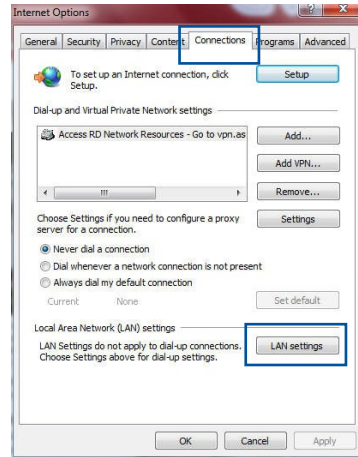 Internet Options
General Security Privacy Content Connections Programs Advanced
To set up an Internet connection, click
Setup.
Setup
Dial-up and Virtual Private Network settings
Access RD Network Resources - Go to vpn.as
Add...
Add VPN...
Remove...
Choose Settings if you need to configure a proxy
server for a connection.
Settings
Never dial a connection
Dial whenever a network connection is not present
Always dial my default connection
Current None
Set default
Local Area Network (LAN) settings
LAN Settings do not apply to dial-up connections.
Choose Settings above for dial-up settings.
LAN settings
OK Cancel Apply